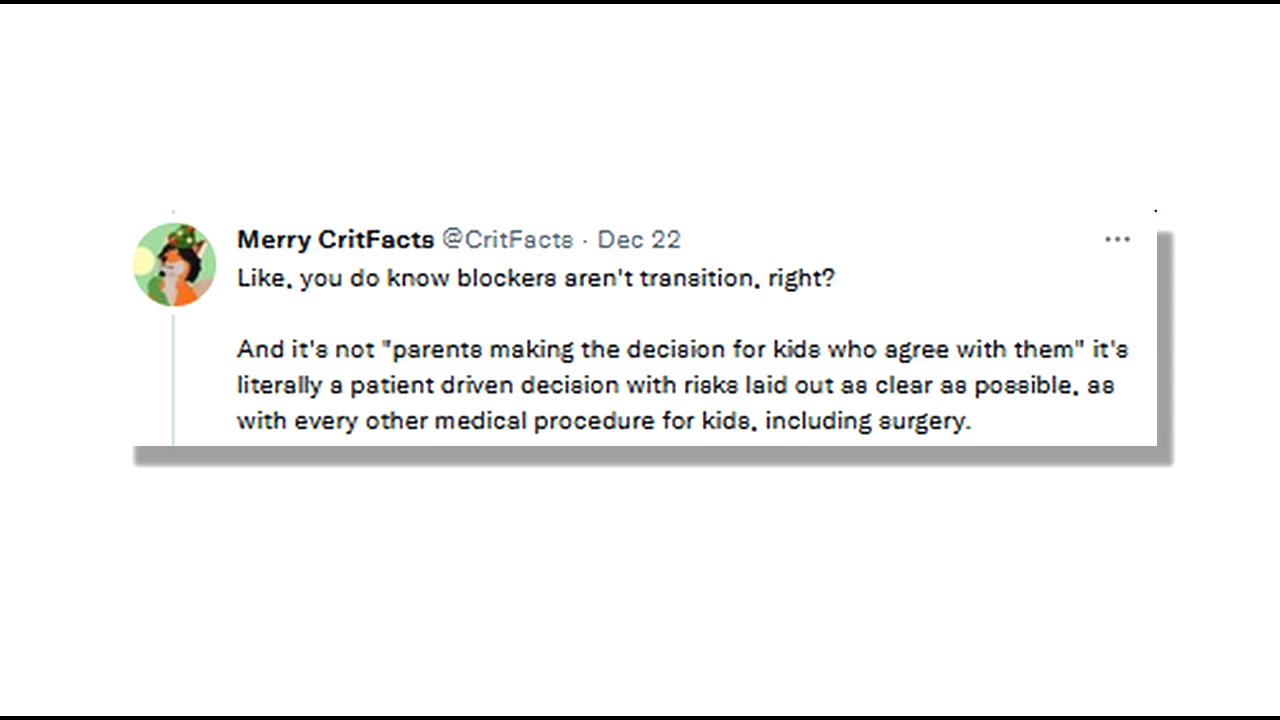 Merry CritFacts @CritFacts · Dec 22
Like, you do know blockers aren't transition, right?
And it's not "parents making the decision for kids who agree with them" it's
literally a patient driven decision with risks laid out as clear as possible, as
with every other medical procedure for kids, including surgery.